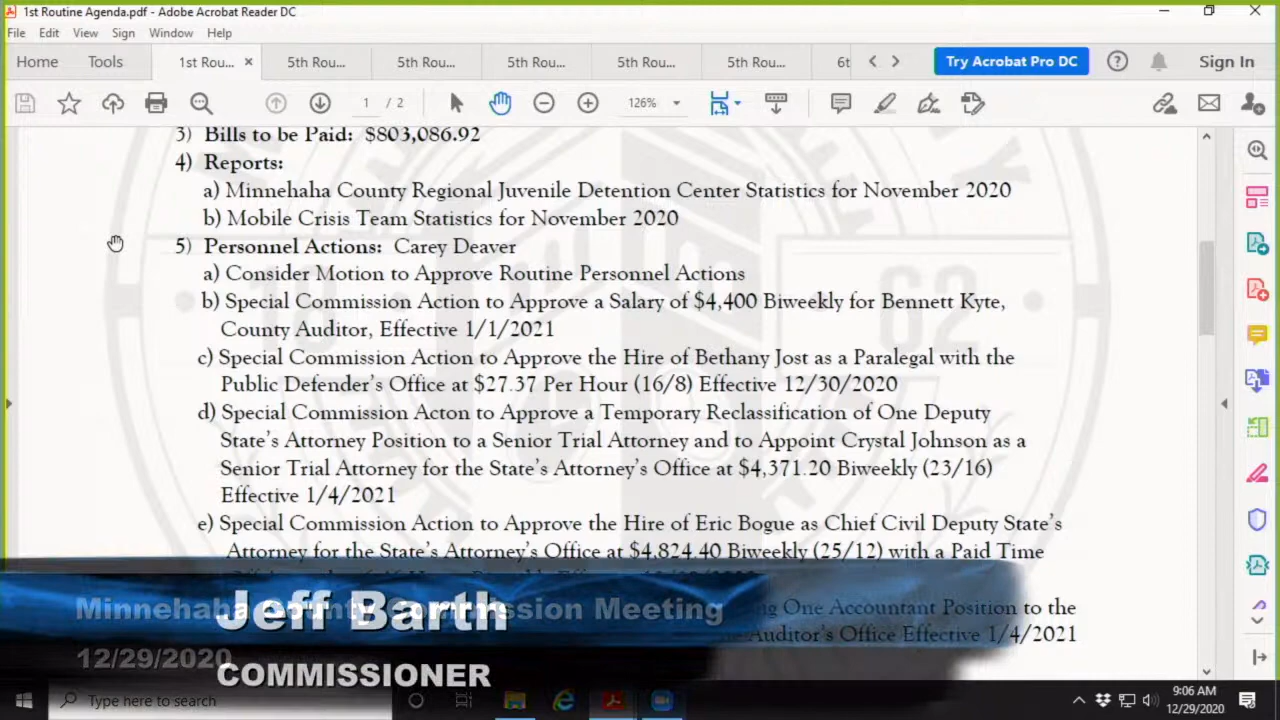 1st Routine Agenda.pdf - Adobe Acrobat Reader DC
File Edit View Sign Window Help
Home Tools 1st Rou... 5th Rou... 5th Rou... 5th Rou... 5th Rou... 5th Rou... 6t Try Acrobat Pro DC Sign In
1 / 2 126%
3) Bills to be Paid: $803,086.92
4) Reports:
a) Minnehaha County Regional Juvenile Detention Center Statistics for November 2020
b) Mobile Crisis Team Statistics for November 2020
5) Personnel Actions: Carey Deaver
a) Consider Motion to Approve Routine Personnel Actions
b) Special Commission Action to Approve a Salary of $4,400 Biweekly for Bennett Kyte,
County Auditor, Effective 1/1/2021
c) Special Commission Action to Approve the Hire of Bethany Jost as a Paralegal with the
Public Defender's Office at $27.37 Per Hour (16/8) Effective 12/30/2020
d) Special Commission Acton to Approve a Temporary Reclassification of One Deputy
State's Attorney Position to a Senior Trial Attorney and to Appoint Crystal Johnson as a
Senior Trial Attorney for the State's Attorney's Office at $4,371.20 Biweekly (23/16)
Effective 1/4/2021
e) Special Commission Action to Approve the Hire of Eric Bogue as Chief Civil Deputy State's
Attorney for the State's Attorney's Office at $4,824.40 Biweekly (25/12) with a Paid Time
One Accountant Position to the
Auditor's Office Effective 1/4/2021
Minnehaha County Commission Meeting
Jeff Barth
12/29/2020
COMMISSIONER
Type here to search
9:06 AM
12/29/2020
18 62